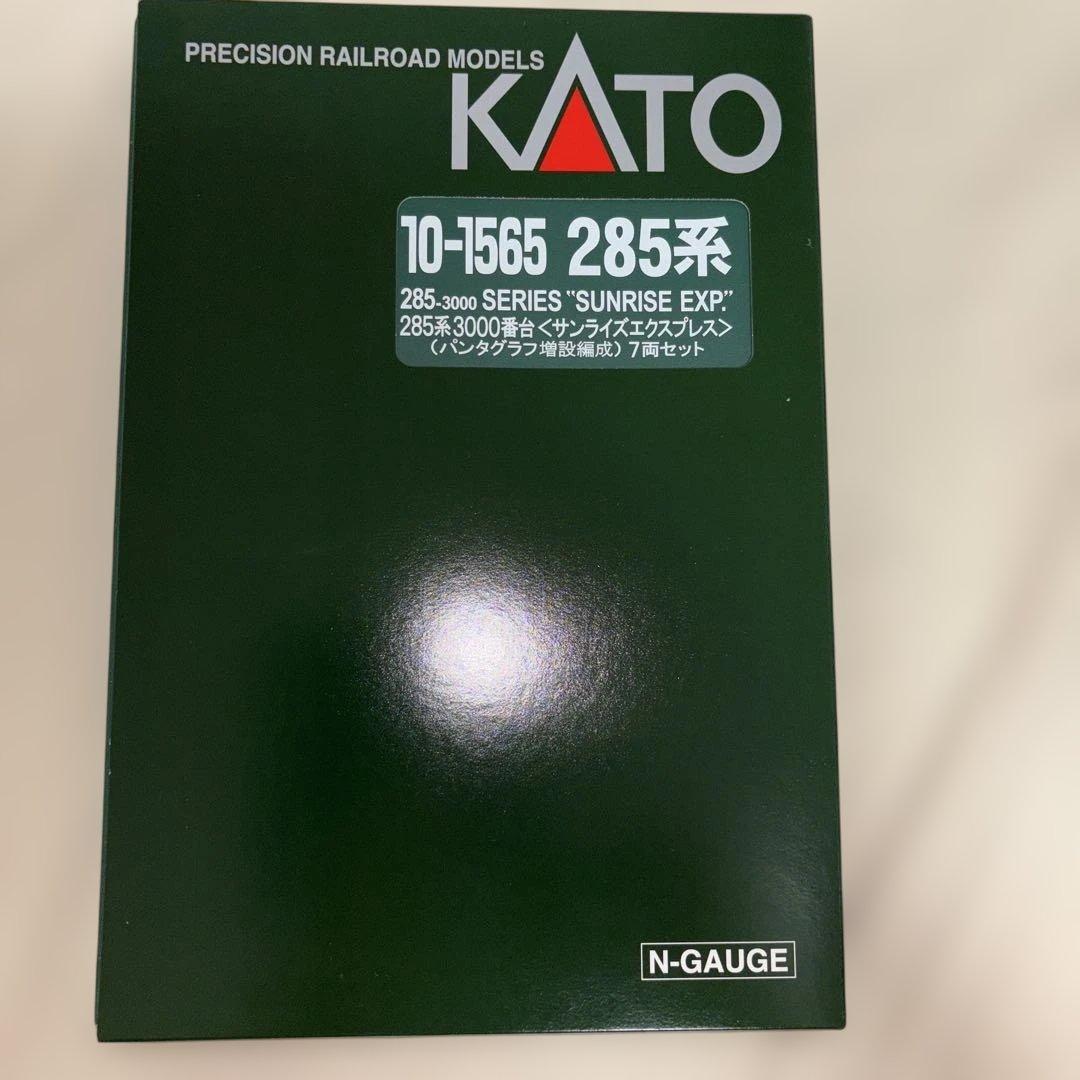 PRECISION RAILROAD MODELS
KATO
10-1565 285系
285-3000 SERIES "SUNRISE EXP."
285系3000番台<サンライズエクスプレス>
(パンタグラフ増設編成) 7両セット
N-GAUGE